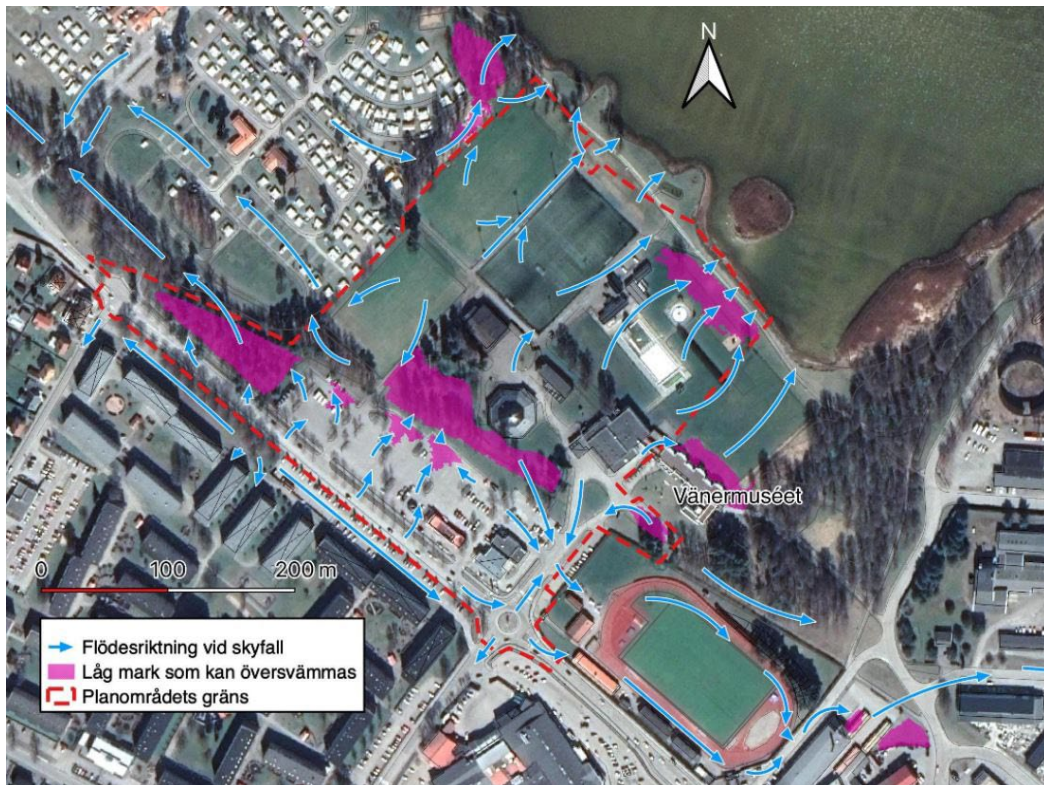 N
Vänermuséet
0 100 200 m
Flödesriktning vid skyfall
Låg mark som kan översvämmas
Planområdets gräns